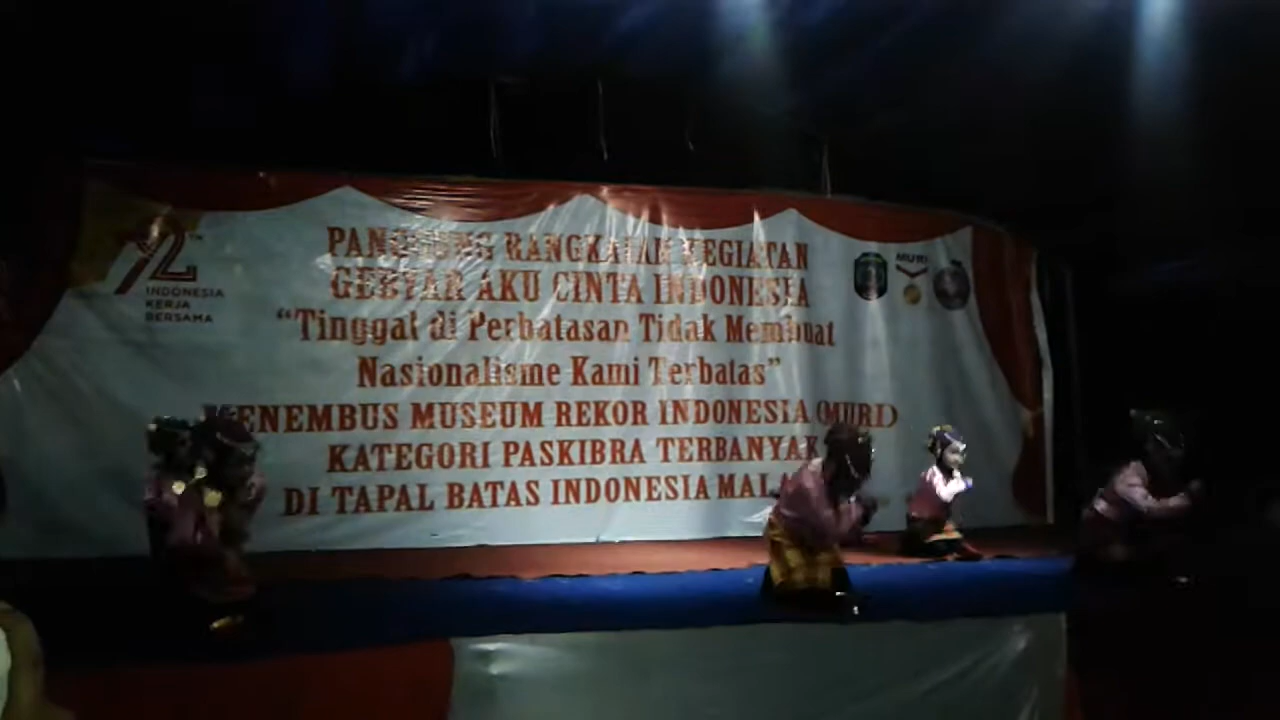 72
INDONESIA
KERJA
BERSAMA
PANGGUNG RANGKAIAN KEGIATAN
GEBYAR AKU CINTA INDONESIA
“Tinggal di Perbatasan Tidak Membuat
Nasionalisme Kami Terbatas”
MENEMBUS MUSEUM REKOR INDONESIA (MURI)
KATEGORI PASKIBRA TERBANYAK
DI TAPAL BATAS INDONESIA
MURI